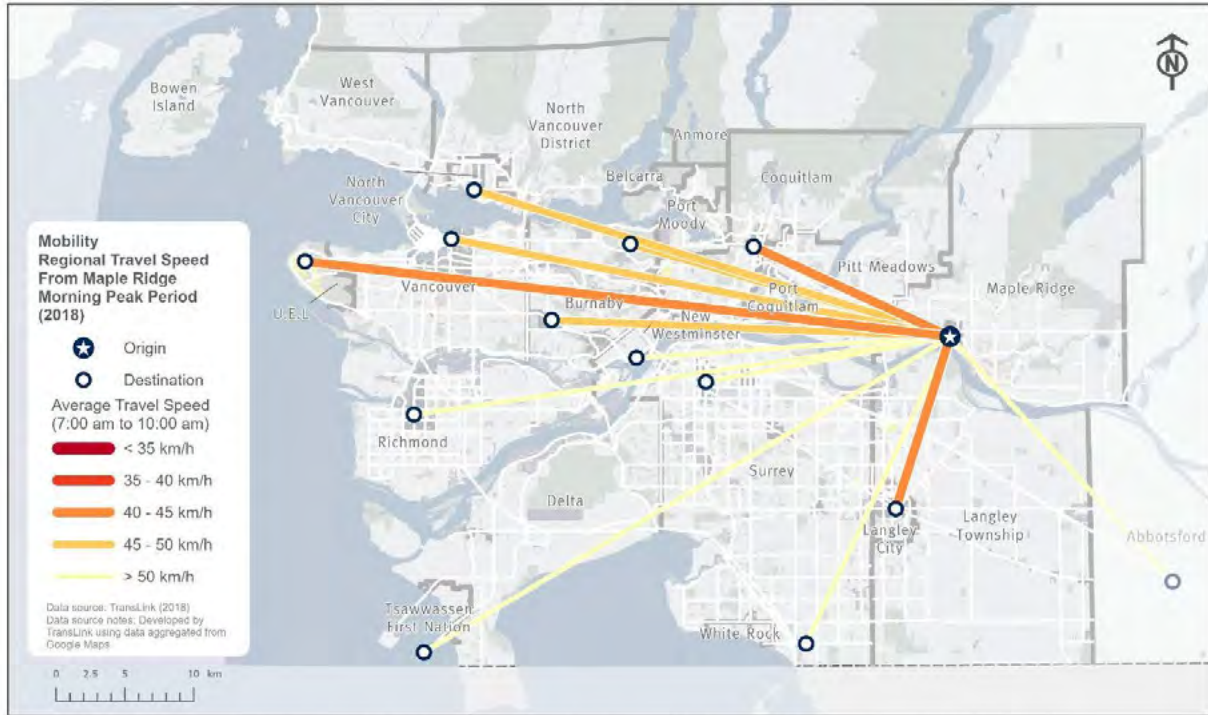 Bowen
Island
West
Vancouver
North
Vancouver
District
Anmore
Belcarra
Coquitlam
North
Vancouver
City
Port
Moody
Pitt Meadows
Maple Ridge
Vancouver
Burnaby
Port
Coquitlam
New
Westminster
U.E.L
Richmond
Surrey
Delta
Langley
City
Langley
Township
Abbotsford
Tsawwassen
First Nation
White Rock
N
Mobility
Regional Travel Speed
From Maple Ridge
Morning Peak Period
(2018)
Origin
Destination
Average Travel Speed
(7:00 am to 10:00 am)
< 35 km/h
35 - 40 km/h
40 - 45 km/h
45 - 50 km/h
> 50 km/h
Data source: TransLink (2018)
Data source notes: Developed by
TransLink using data aggregated from
Google Maps
0 2.5 5 10 km